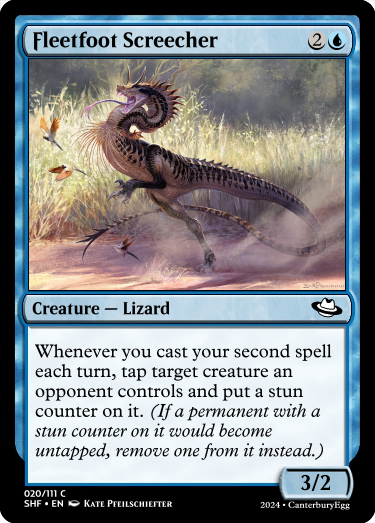 Fleetfoot Screecher 2
Creature — Lizard
Whenever you cast your second spell
each turn, tap target creature an
opponent controls and put a stun
counter on it. (If a permanent with a
stun counter on it would become
untapped, remove one from it instead.)
3/2
020/111 C
SHF • EN Kate Pfeilschiefter
2024 • CanterburyEgg